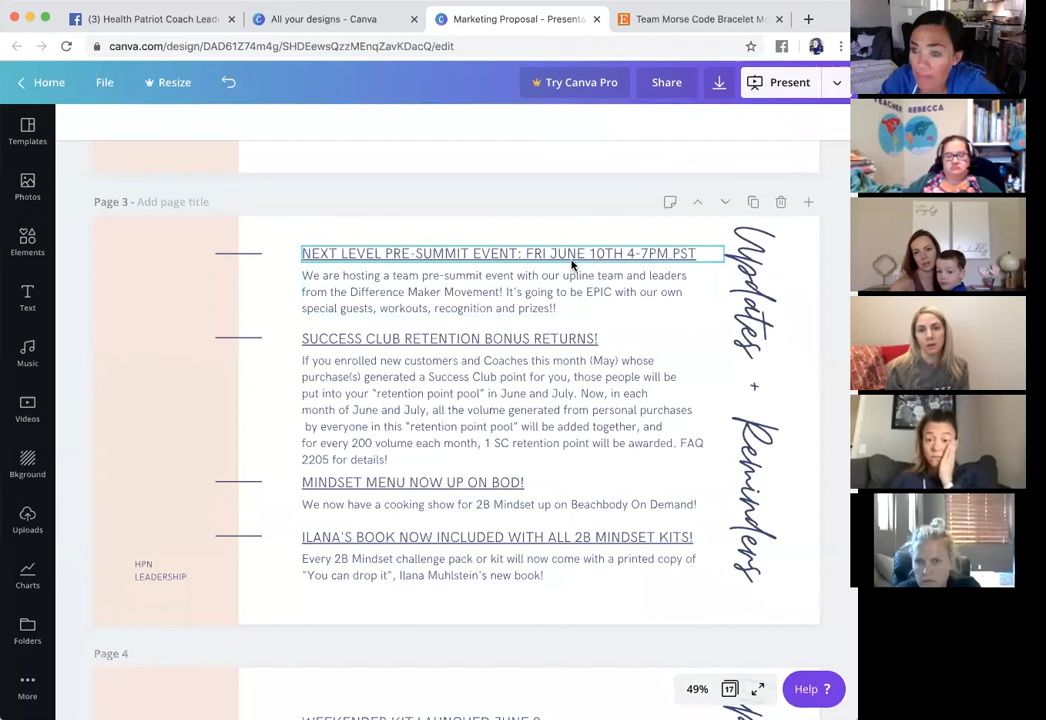 (3) Health Patriot Coach Lead
All your designs - Canva
Marketing Proposal - Presenta
Team Morse Code Bracelet M
canva.com/design/DAD61Z74m4g/SHDEewsQzzMEnqZavKDacQ/edit
Home
File
Resize
Try Canva Pro
Share
Present
Templates
Photos
Elements
Text
Music
Videos
Bkground
Uploads
Charts
Folders
More
Page 3 - Add page title
NEXT LEVEL PRE-SUMMIT EVENT: FRI JUNE 10TH 4-7PM PST
We are hosting a team pre-summit event with our upline team and leaders
from the Difference Maker Movement! It's going to be EPIC with our own
special guests, workouts, recognition and prizes!!
SUCCESS CLUB RETENTION BONUS RETURNS!
If you enrolled new customers and Coaches this month (May) whose
purchase(s) generated a Success Club point for you, those people will be
put into your "retention point pool" in June and July. Now, in each
month of June and July, all the volume generated from personal purchases
by everyone in this "retention point pool" will be added together, and
for every 200 volume each month, 1 SC retention point will be awarded. FAQ
2205 for details!
MINDSET MENU NOW UP ON BOD!
We now have a cooking show for 2B Mindset up on Beachbody On Demand!
ILANA'S BOOK NOW INCLUDED WITH ALL 2B MINDSET KITS!
Every 2B Mindset challenge pack or kit will now come with a printed copy of
"You can drop it", Ilana Muhlstein's new book!
HPN
LEADERSHIP
Updates + Reminders
Page 4
WEEKENDER KIT LAUNCHED JUNE
49%
17
Help ?
TEACHER
REBECCA